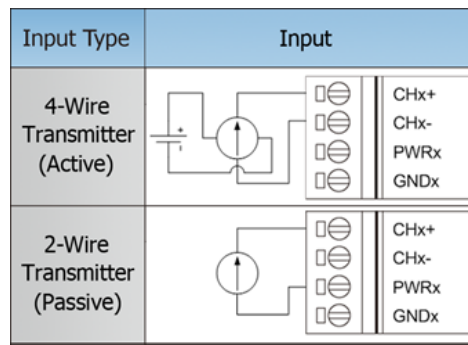 Input Type
Input
4-Wire
Transmitter
(Active)
+
-
CHx+
CHx-
PWRx
GNDx
2-Wire
Transmitter
(Passive)
CHx+
CHx-
PWRx
GNDx